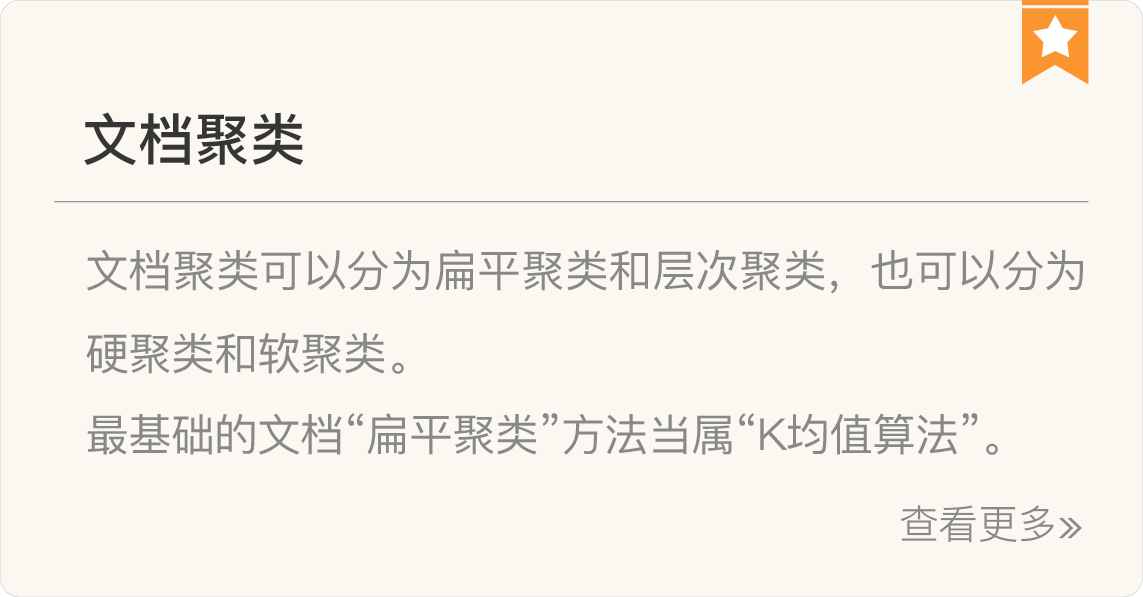 文档聚类
文档聚类可以分为扁平聚类和层次聚类，也可以分为
硬聚类和软聚类。
最基础的文档“扁平聚类”方法当属“K均值算法”。
查看更多»